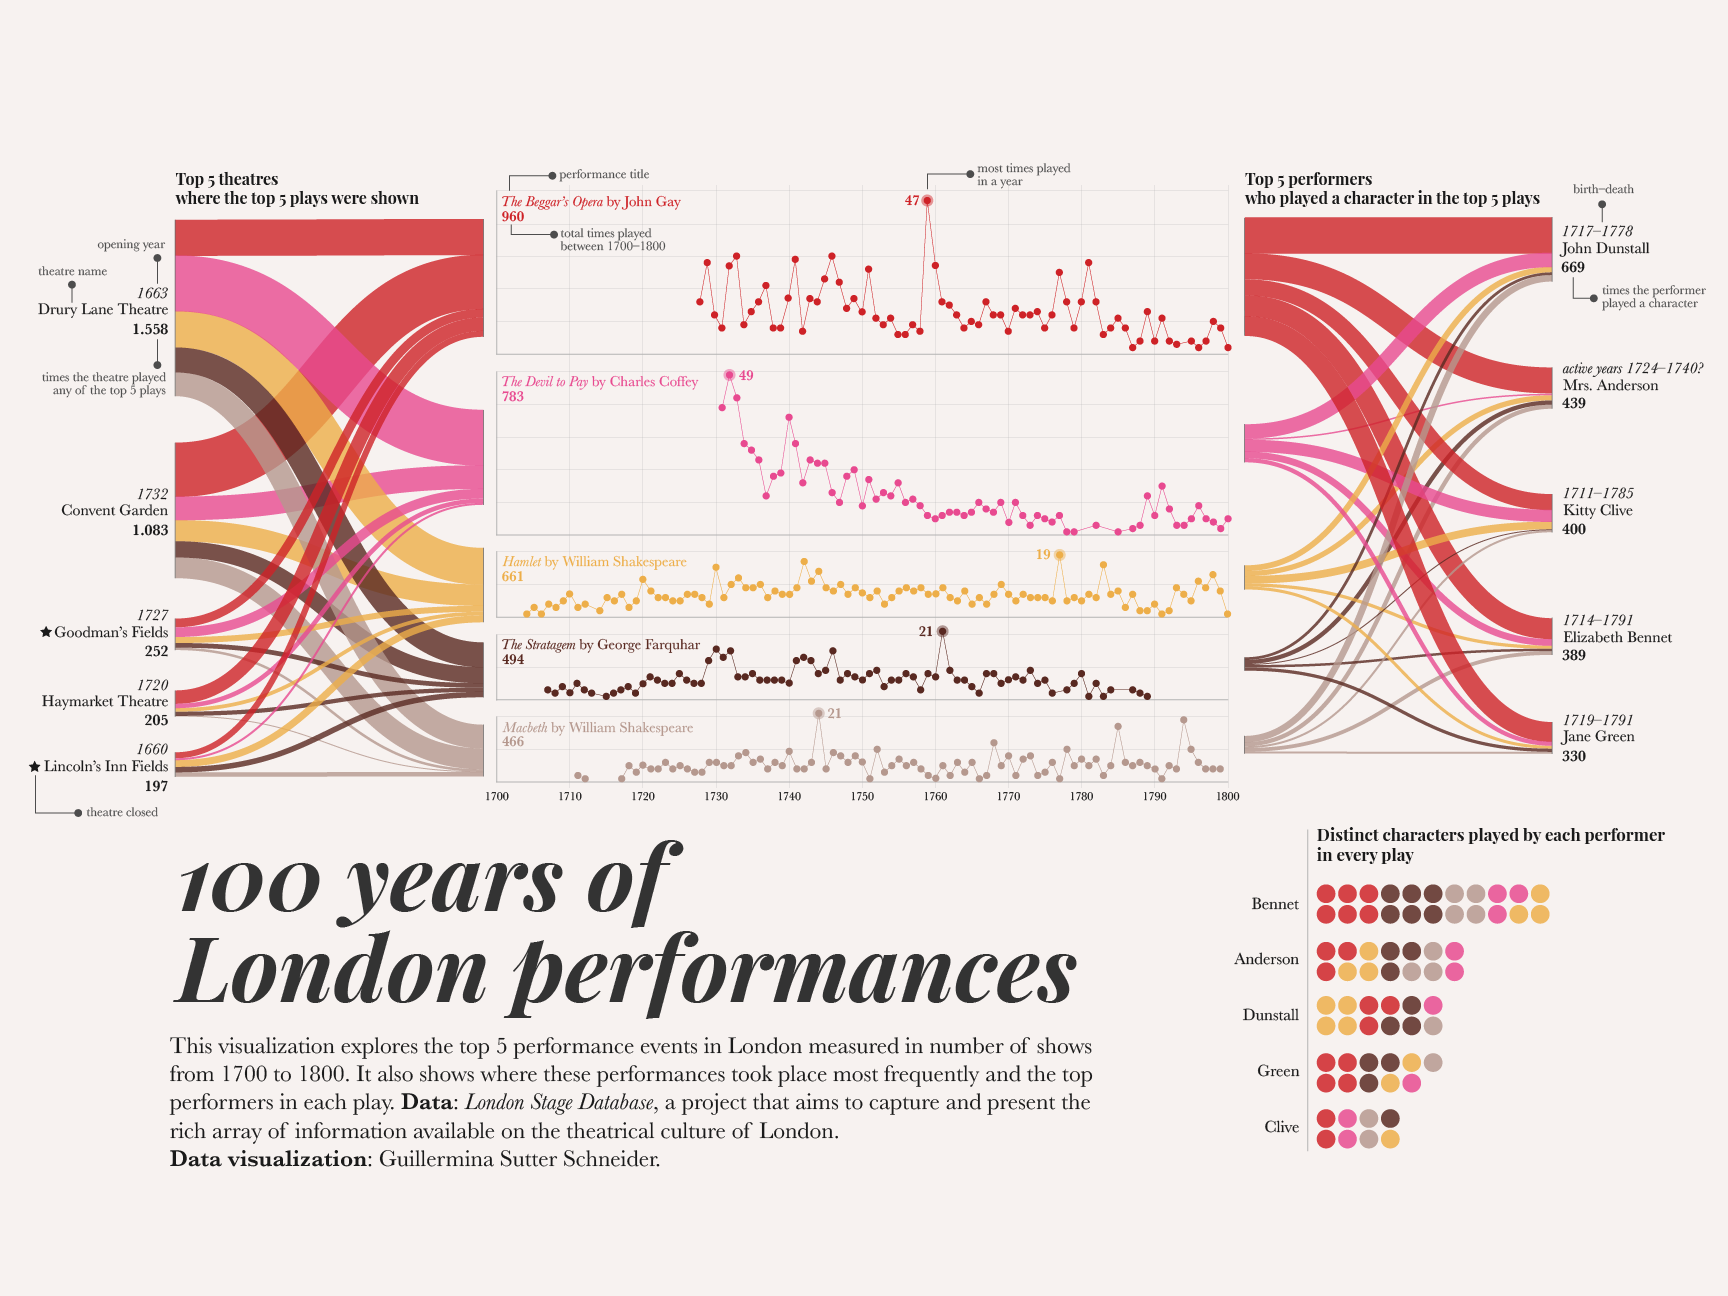 Top 5 theatres
where the top 5 plays were shown
opening year
theatre name
1663
Drury Lane Theatre
1.558
times the theatre played
any of the top 5 plays
1732
Convent Garden
1.083
1727
★ Goodman's Fields
252
1720
Haymarket Theatre
205
1660
★ Lincoln's Inn Fields
197
theatre closed
performance title
most times played
in a year
The Beggar's Opera by John Gay
960
total times played
between 1700–1800
47
The Devil to Pay by Charles Coffey
783
49
Hamlet by William Shakespeare
661
19
The Stratagem by George Farquhar
494
21
Macbeth by William Shakespeare
466
21
1700 1710 1720 1730 1740 1750 1760 1770 1780 1790 1800
Top 5 performers
who played a character in the top 5 plays
birth–death
1717–1778
John Dunstall
669
times the performer
played a character
active years 1724–1740?
Mrs. Anderson
439
1711–1785
Kitty Clive
400
1714–1791
Elizabeth Bennet
389
1719–1791
Jane Green
330
100 years of
London performances
This visualization explores the top 5 performance events in London measured in number of shows
from 1700 to 1800. It also shows where these performances took place most frequently and the top
performers in each play. Data: London Stage Database, a project that aims to capture and present the
rich array of information available on the theatrical culture of London.
Data visualization: Guillermina Sutter Schneider.
Distinct characters played by each performer
in every play
Bennet
Anderson
Dunstall
Green
Clive